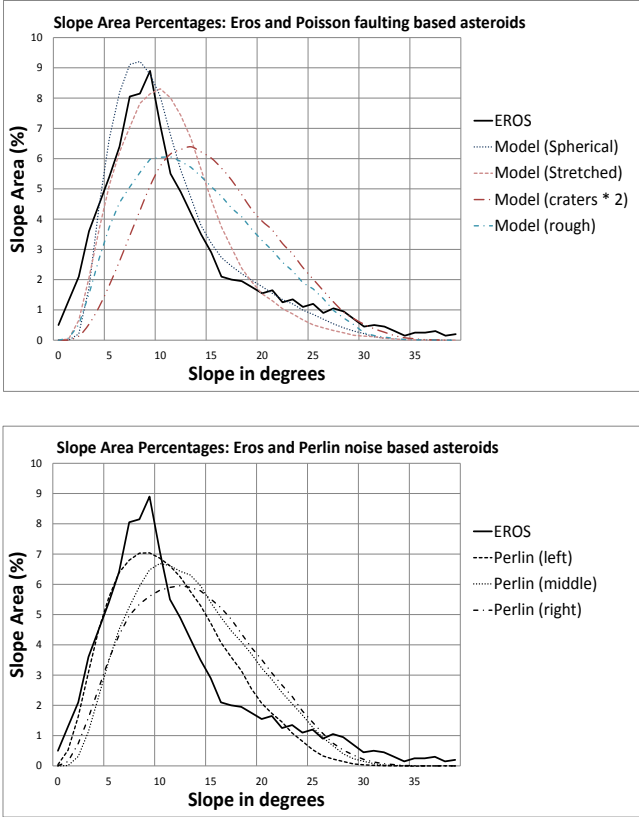 Slope Area Percentages: Eros and Poisson faulting based asteroids
10
9
8
7
6
5
4
3
2
1
0
Slope Area (%)
0 5 10 15 20 25 30 35
Slope in degrees
EROS
Model (Spherical)
Model (Stretched)
Model (craters * 2)
Model (rough)
Slope Area Percentages: Eros and Perlin noise based asteroids
10
9
8
7
6
5
4
3
2
1
0
Slope Area (%)
0 5 10 15 20 25 30 35
Slope in degrees
EROS
Perlin (left)
Perlin (middle)
Perlin (right)